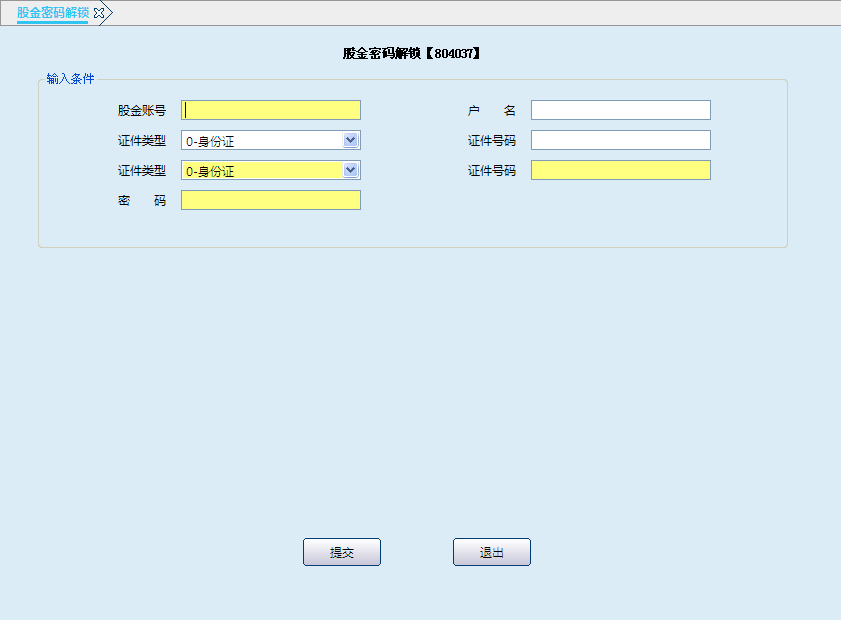 股金密码解锁
股金密码解锁【804037】
输入条件
股金账号 户 名
证件类型 0-身份证 证件号码
证件类型 0-身份证 证件号码
密 码
提交 退出